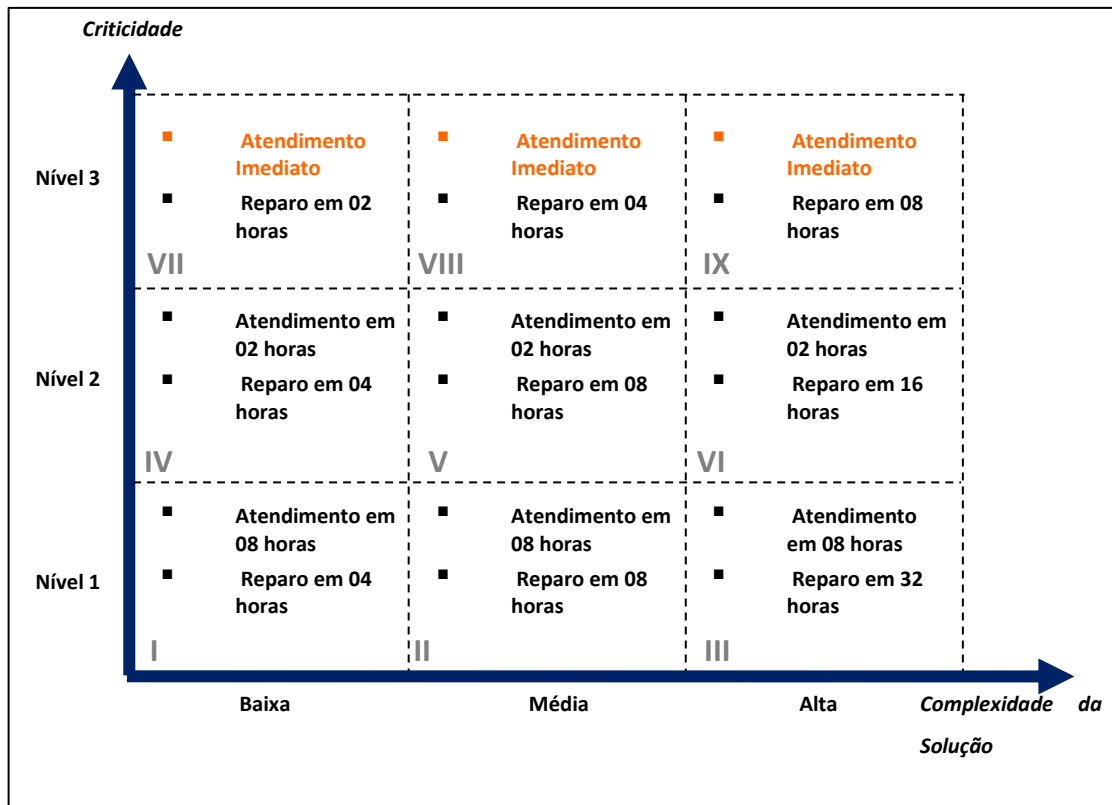 Criticidade
Nível 3
Atendimento
Imediato
Reparo em 02
horas
VII
Atendimento
Imediato
Reparo em 04
horas
VIII
Atendimento
Imediato
Reparo em 08
horas
IX
Nível 2
Atendimento em
02 horas
Reparo em 04
horas
IV
Atendimento em
02 horas
Reparo em 08
horas
V
Atendimento em
02 horas
Reparo em 16
horas
VI
Nível 1
Atendimento em
08 horas
Reparo em 04
horas
I
Atendimento em
08 horas
Reparo em 08
horas
II
Atendimento
em 08 horas
Reparo em 32
horas
III
Baixa
Média
Alta
Complexidade da
Solução